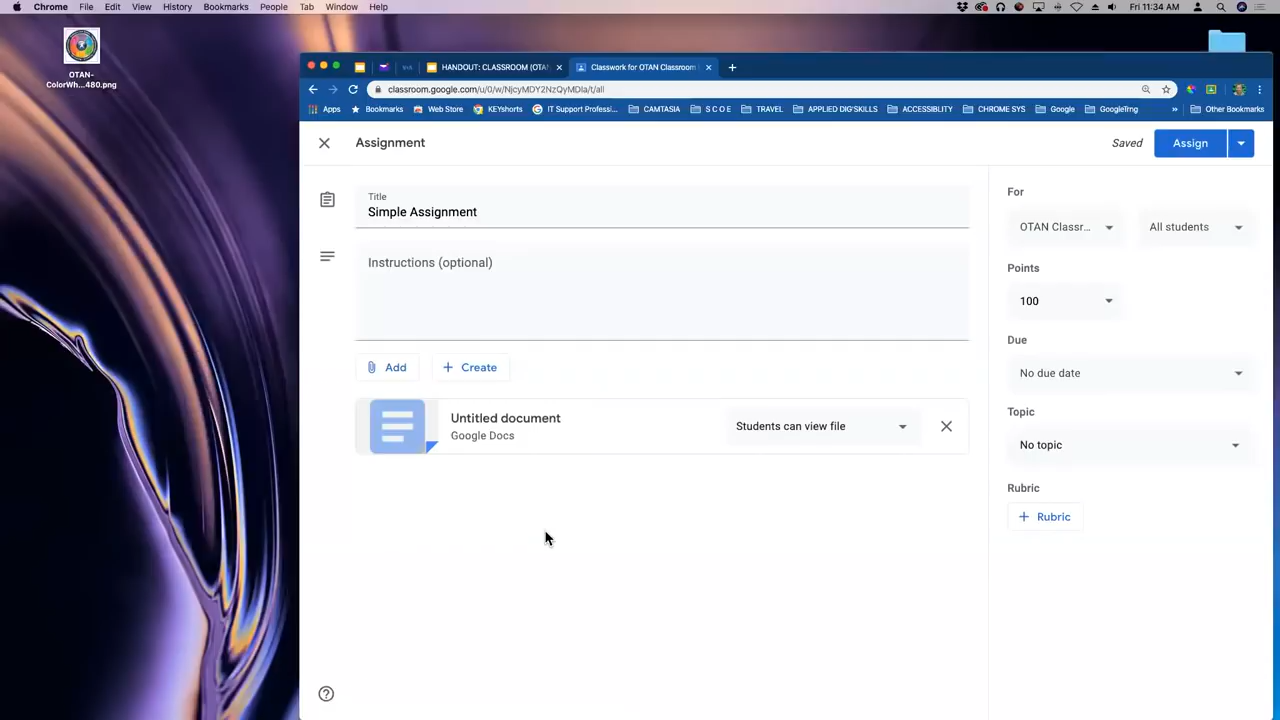 Chrome File Edit View History Bookmarks People Tab Window Help Fri 11:34 AM
OTAN-
ColorWh...480.png
HANDOUT: CLASSROOM (OTA
Classwork for OTAN Classroom
classroom.google.com/u/0/w/NjcyMDY2NzQyMDla/t/all
Apps Bookmarks Web Store KEYshorts IT Support Professi... CAMTASIA S C O E TRAVEL APPLIED DIG'SKILLS ACCESSIBLITY CHROME SYS Google GoogleTrng » Other Bookmarks
Assignment
Saved
Assign
Title
Simple Assignment
Instructions (optional)
Add
Create
Untitled document
Google Docs
Students can view file
For
OTAN Classr...
All students
Points
100
Due
No due date
Topic
No topic
Rubric
Rubric